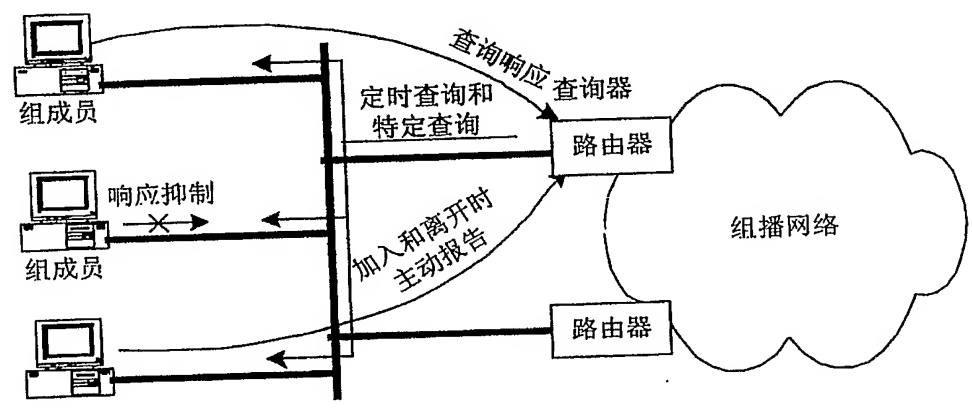 查询响应
查询器
组成员
定时查询和
特定查询
路由器
响应抑制
组播网络
加入和离开时
主动报告
组成员
路由器